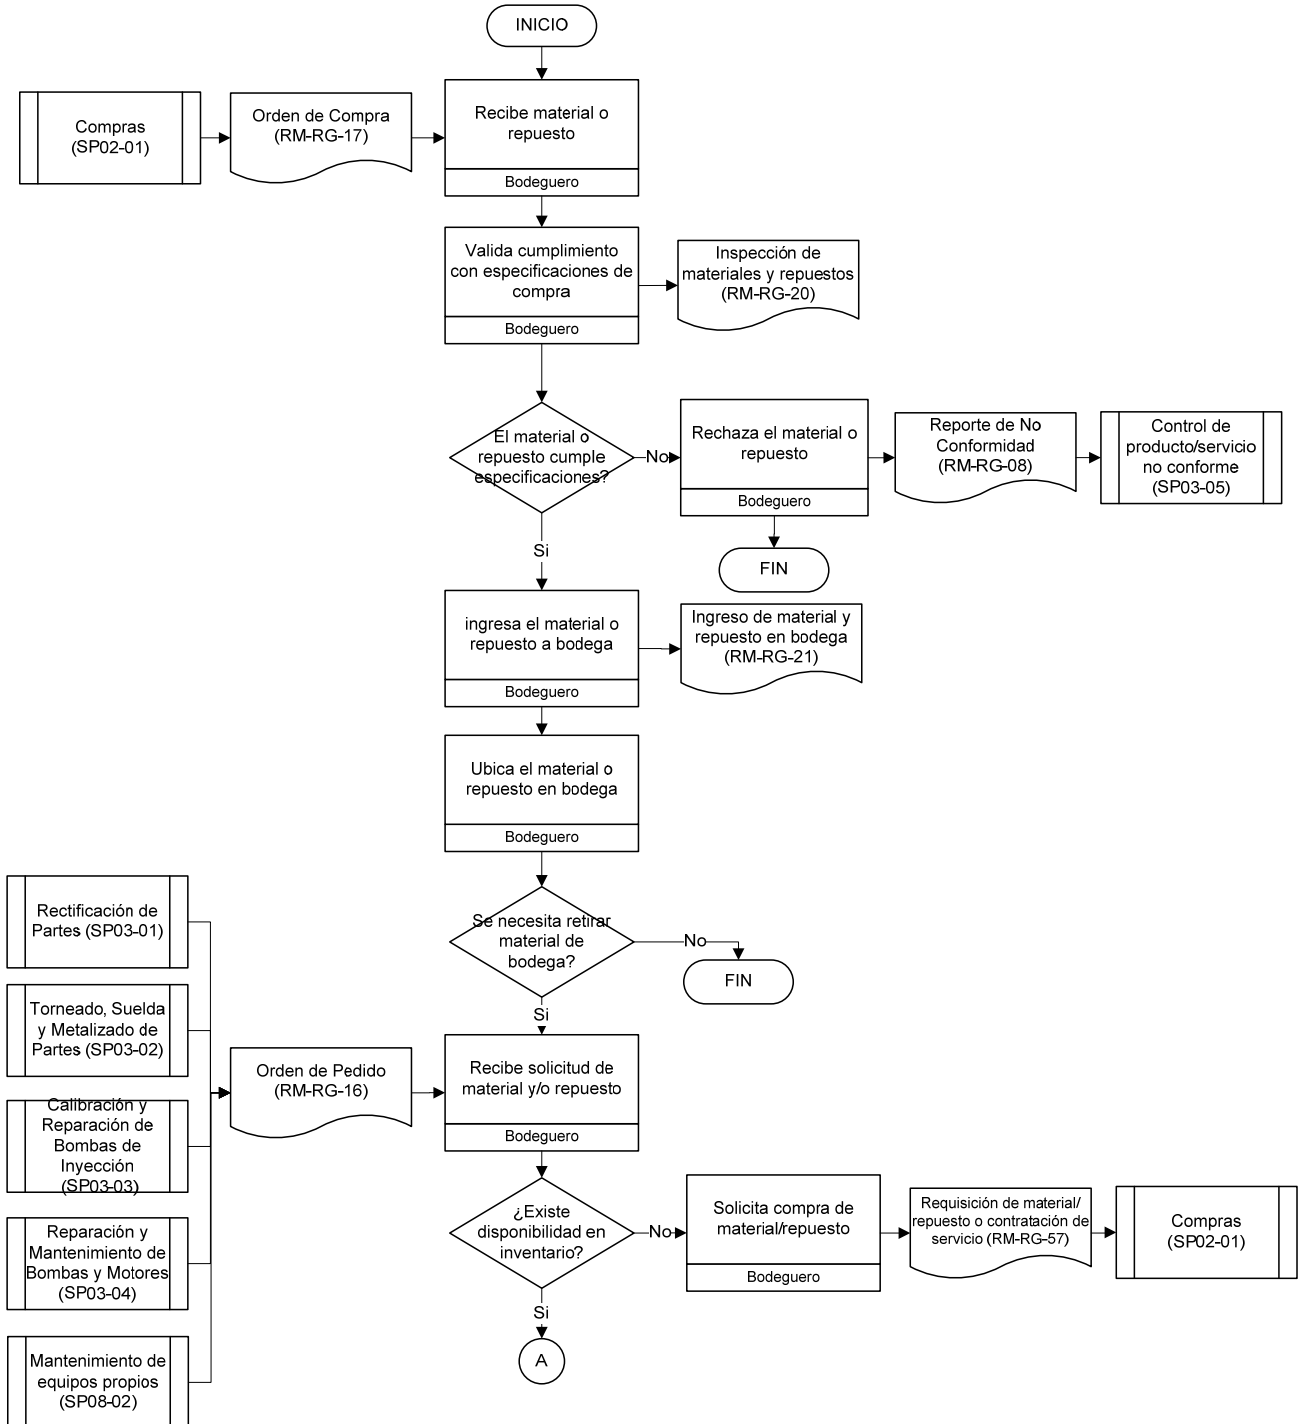 INICIO
Compras
(SP02-01)
Orden de Compra
(RM-RG-17)
Recibe material o
repuesto
Bodeguero
Valida cumplimiento
con especificaciones de
compra
Bodeguero
Inspección de
materiales y repuestos
(RM-RG-20)
El material o
repuesto cumple
especificaciones?
No
Rechaza el material o
repuesto
Bodeguero
Reporte de No
Conformidad
(RM-RG-08)
Control de
producto/servicio
no conforme
(SP03-05)
FIN
Si
ingresa el material o
repuesto a bodega
Bodeguero
Ingreso de material y
repuesto en bodega
(RM-RG-21)
Ubica el material o
repuesto en bodega
Bodeguero
Se necesita retirar
material de
bodega?
No
FIN
Si
Rectificación de
Partes (SP03-01)
Torneado, Suelda
y Metalizado de
Partes (SP03-02)
Calibración y
Reparación de
Bombas de
Inyección
(SP03-03)
Reparación y
Mantenimiento de
Bombas y Motores
(SP03-04)
Mantenimiento de
equipos propios
(SP08-02)
Orden de Pedido
(RM-RG-16)
Recibe solicitud de
material y/o repuesto
Bodeguero
¿Existe
disponibilidad en
inventario?
No
Solicita compra de
material/repuesto
Bodeguero
Requisición de material/
repuesto o contratación de
servicio (RM-RG-57)
Compras
(SP02-01)
Si
A